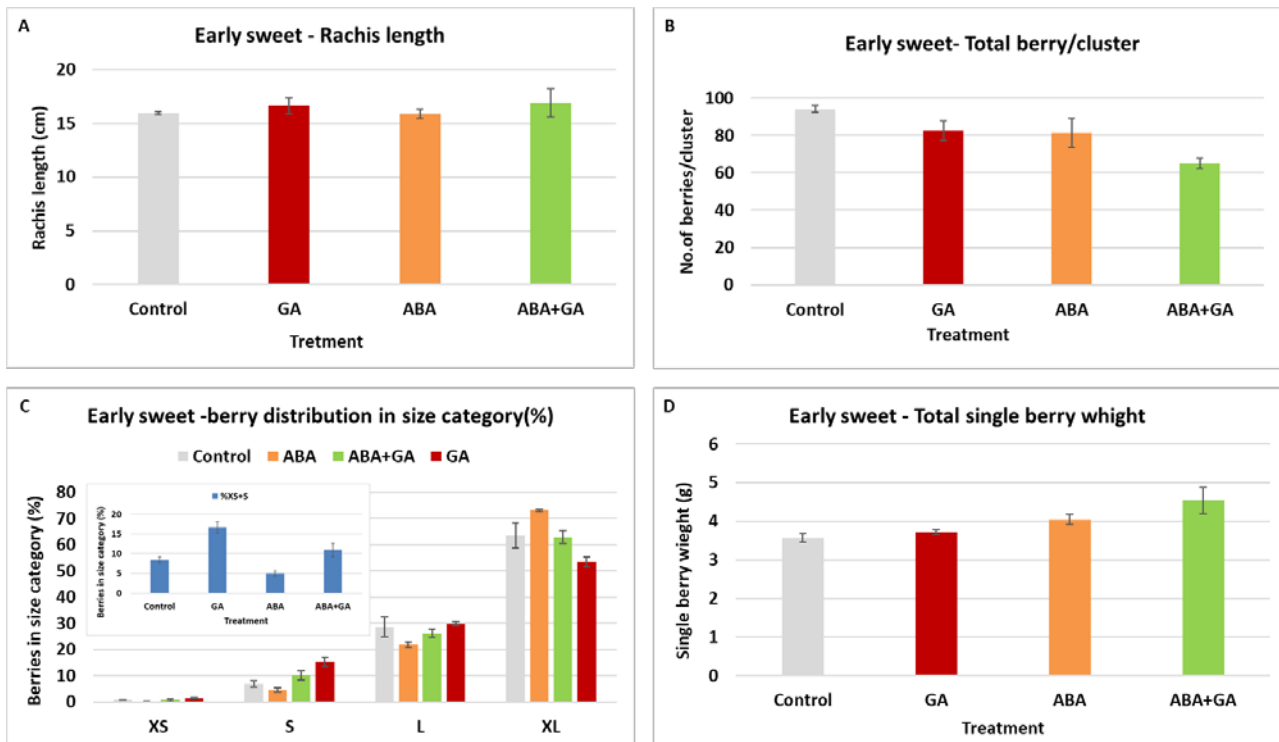 A
Early sweet - Rachis length
Rachis length (cm)
20
15
10
5
0
Control GA ABA ABA+GA
Tretment
B
Early sweet- Total berry/cluster
No.of berries/cluster
100
80
60
40
20
0
Control GA ABA ABA+GA
Treatment
C
Early sweet -berry distribution in size category(%)
Control ABA ABA+GA GA
Berries in size category (%)
80
70
60
50
40
30
20
10
0
XS S L XL
%XS+S
Berries in size category (%)
20
15
10
5
0
Control GA ABA ABA+GA
Treatment
D
Early sweet - Total single berry whight
Single berry wieght (g)
6
5
4
3
2
1
0
Control GA ABA ABA+GA
Treatment